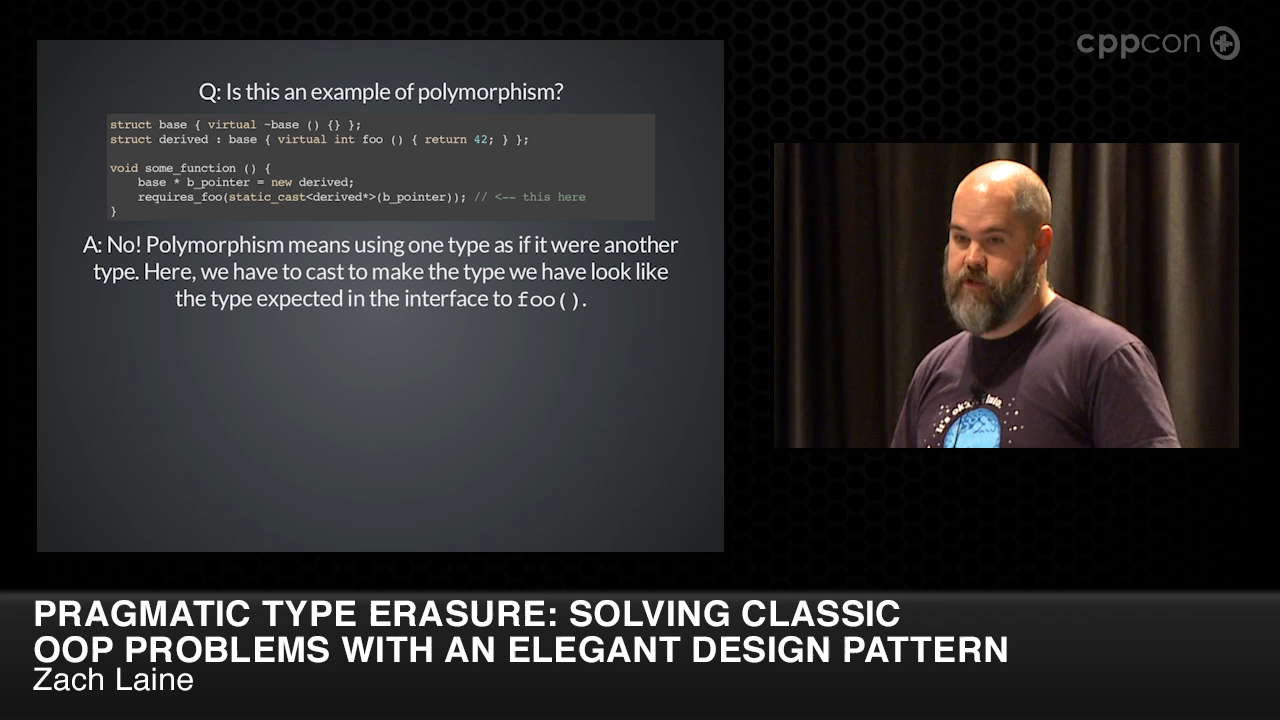 cppcon
Q: Is this an example of polymorphism?
struct base { virtual ~base () {} };
struct derived : base { virtual int foo () { return 42; } };
void some_function () {
    base * b_pointer = new derived;
    requires_foo(static_cast<derived*>(b_pointer)); // <-- this here
}
A: No! Polymorphism means using one type as if it were another
type. Here, we have to cast to make the type we have look like
the type expected in the interface to foo().
it's okay
PRAGMATIC TYPE ERASURE: SOLVING CLASSIC
OOP PROBLEMS WITH AN ELEGANT DESIGN PATTERN
Zach Laine